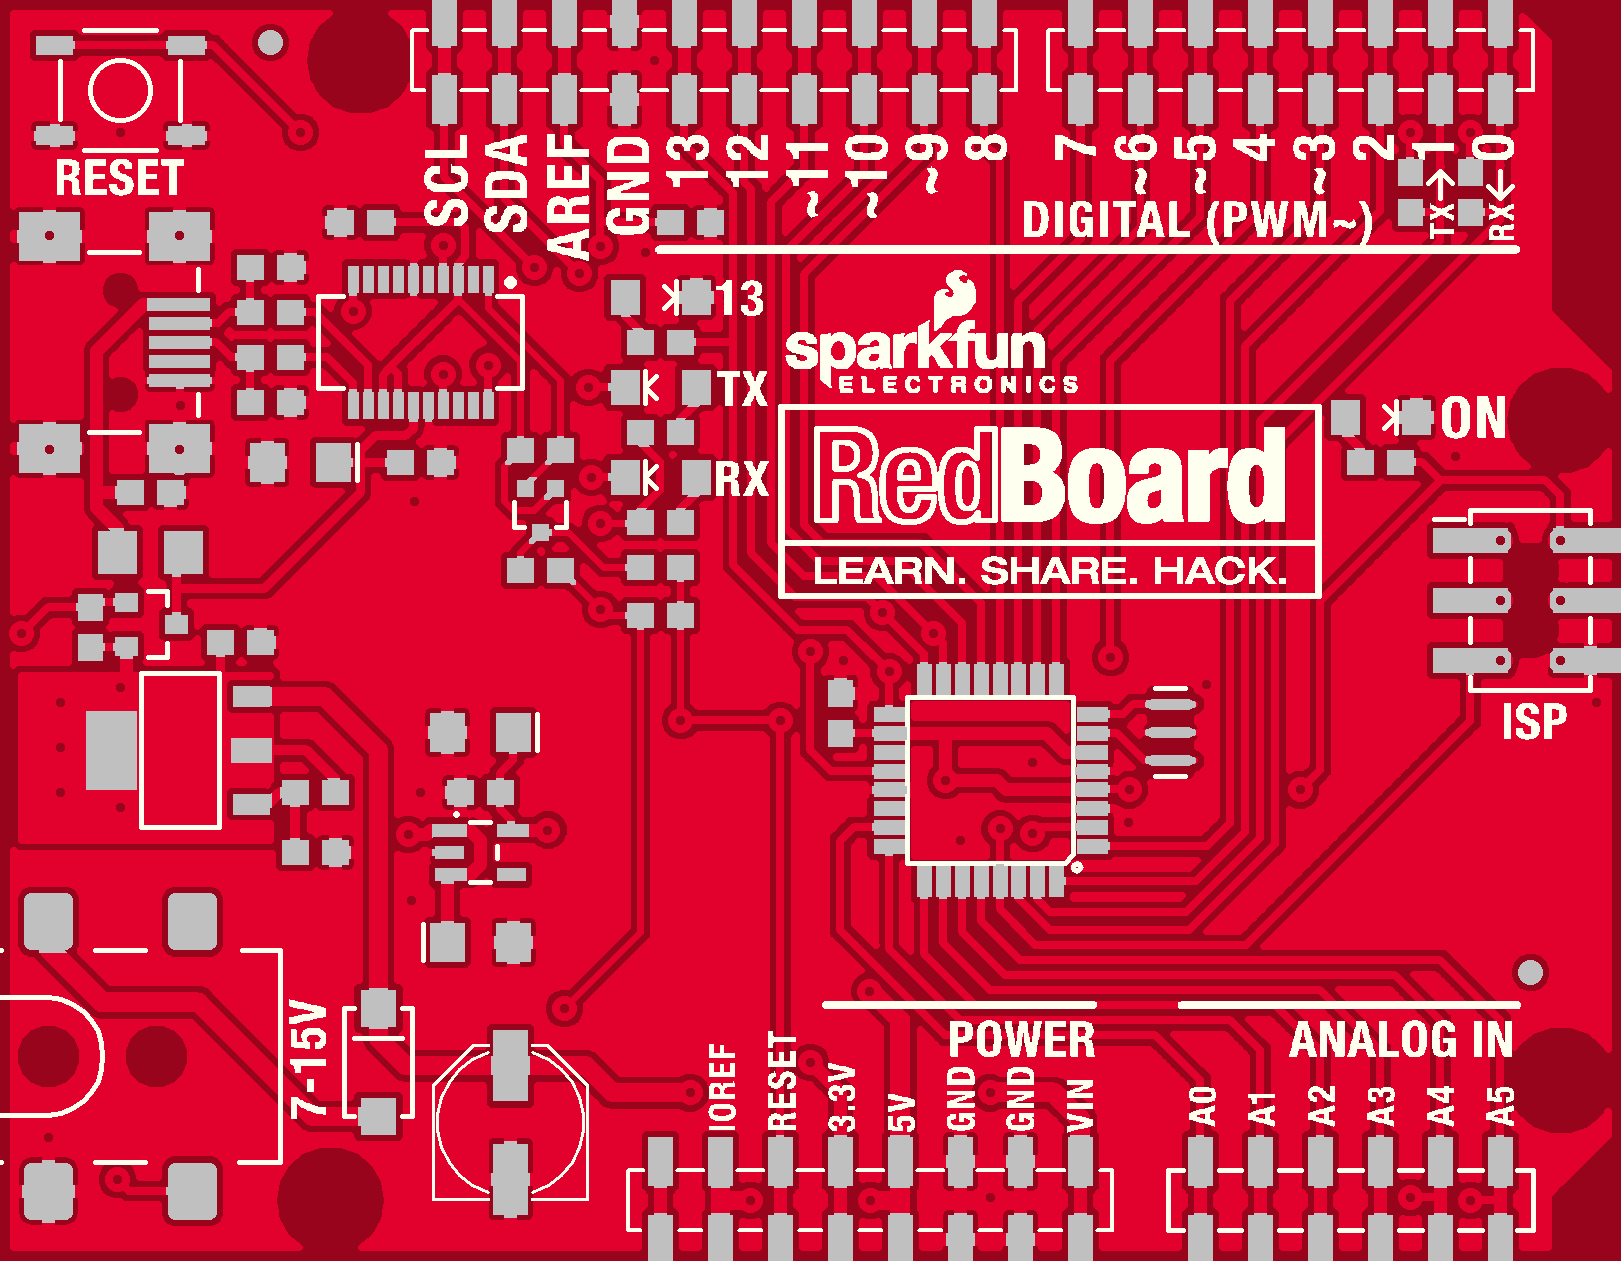 RESET
SCL
SDA
AREF
GND
13
12
~11
~10
~9
8
7
~6
~5
4
~3
2
TX→1
RX←0
DIGITAL (PWM~)
13
TX
RX
sparkfun
ELECTRONICS
RedBoard
LEARN. SHARE. HACK.
ON
ISP
7-15V
POWER
ANALOG IN
IOREF
RESET
3.3V
5V
GND
GND
VIN
A0
A1
A2
A3
A4
A5